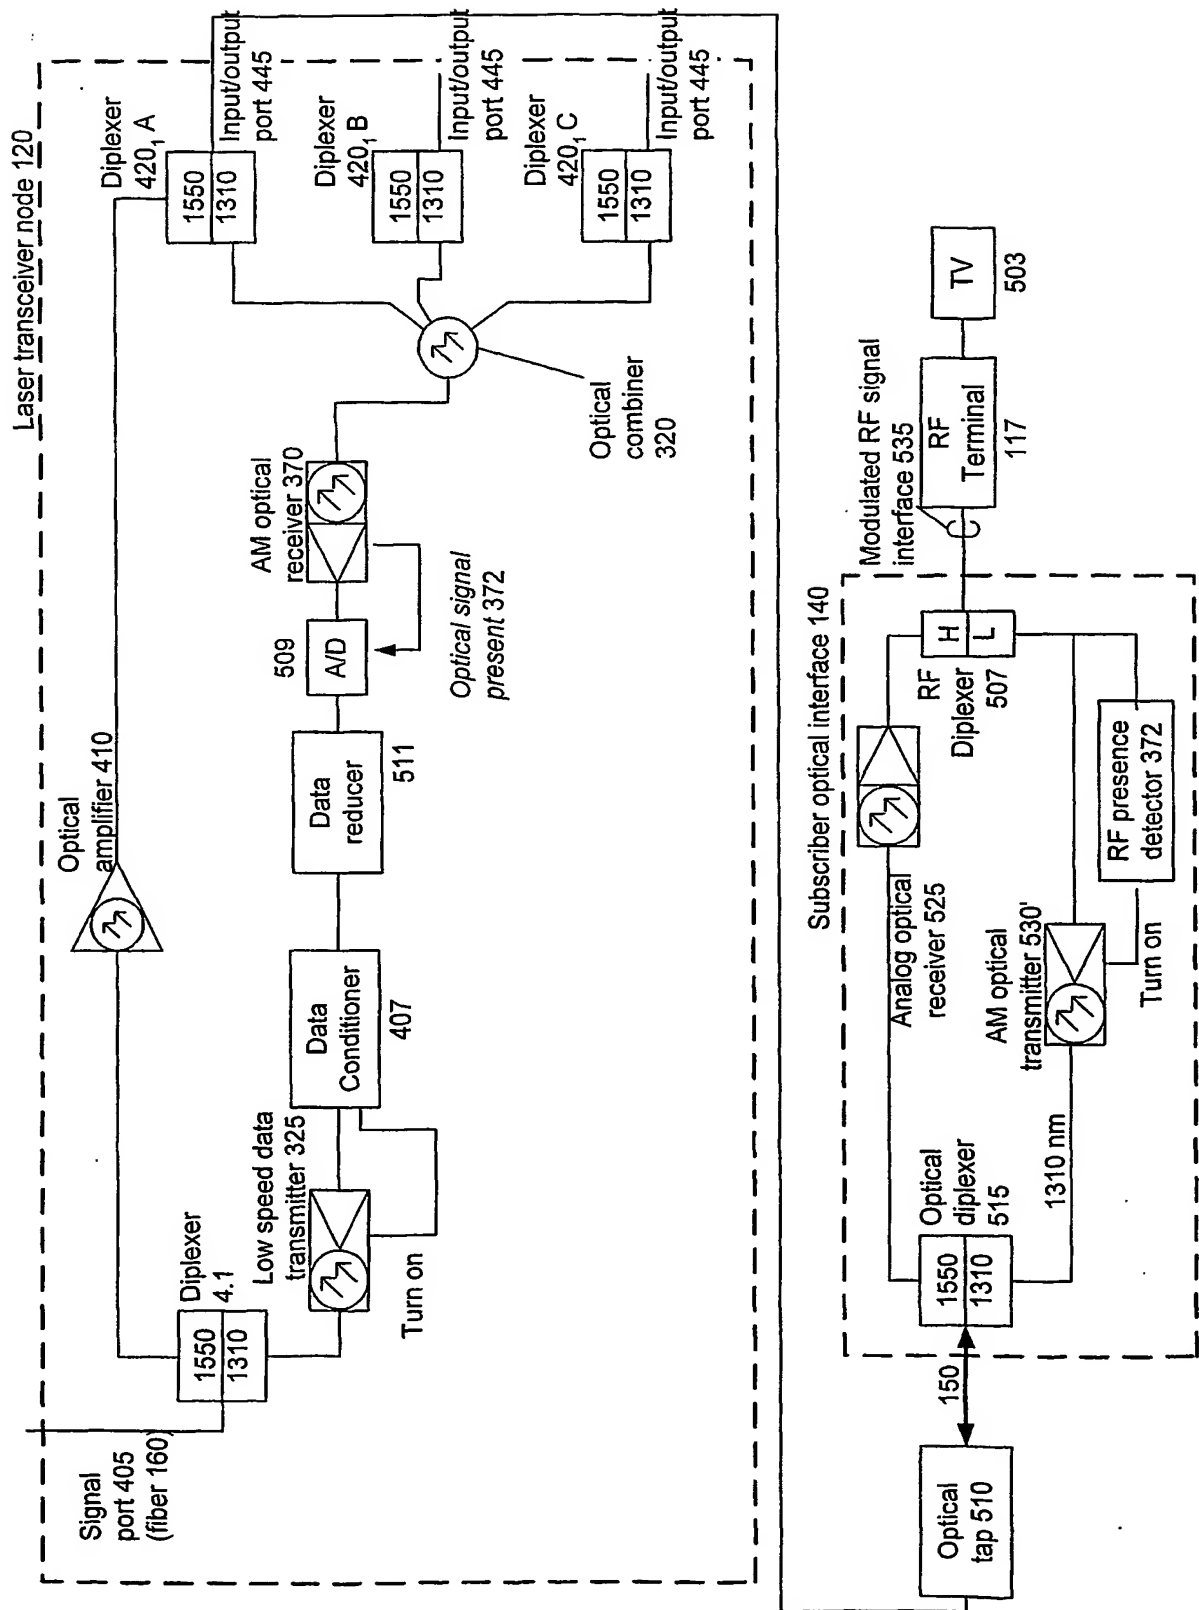 Laser transceiver node 120
Signal
port 405
(fiber 160)
Diplexer
4.1
1550
1310
Optical
amplifier 410
Low speed data
transmitter 325
Turn on
Data
Conditioner
407
Data
reducer
511
509
A/D
AM optical
receiver 370
Optical signal
present 372
Optical
combiner
320
Diplexer
420, A
1550
1310
Input/output
port 445
Diplexer
420, B
1550
1310
Input/output
port 445
Diplexer
420, C
1550
1310
Input/output
port 445
Subscriber optical interface 140
Optical
tap 510
150
1550
1310
Optical
diplexer
515
1310 nm
Analog optical
receiver 525
AM optical
transmitter 530'
Turn on
RF presence
detector 372
H
L
RF
Diplexer
507
Modulated RF signal
interface 535
RF
Terminal
117
TV
503